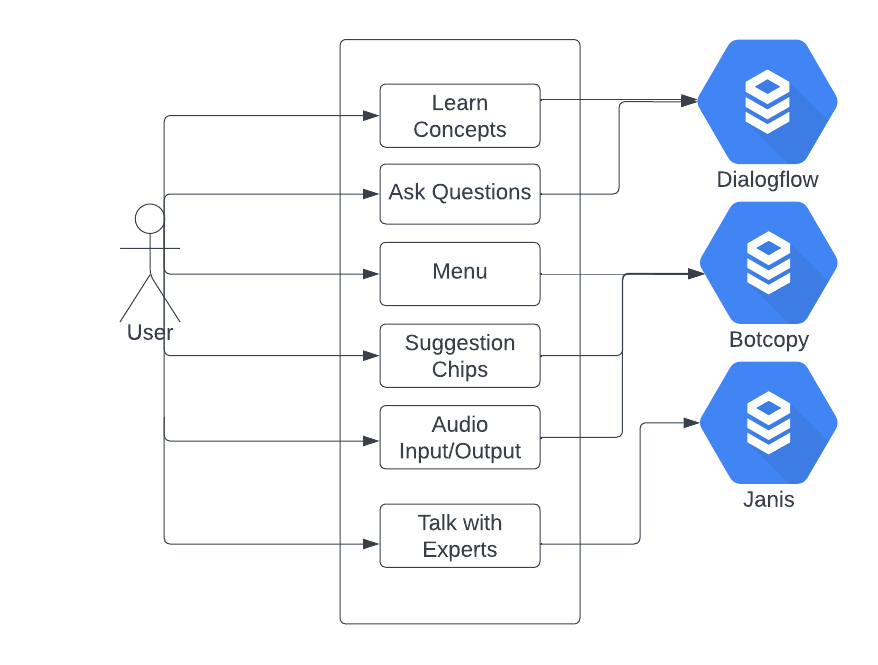 Learn
Concepts
Ask Questions
Menu
Suggestion
Chips
Audio
Input/Output
Talk with
Experts
User
Dialogflow
Botcopy
Janis